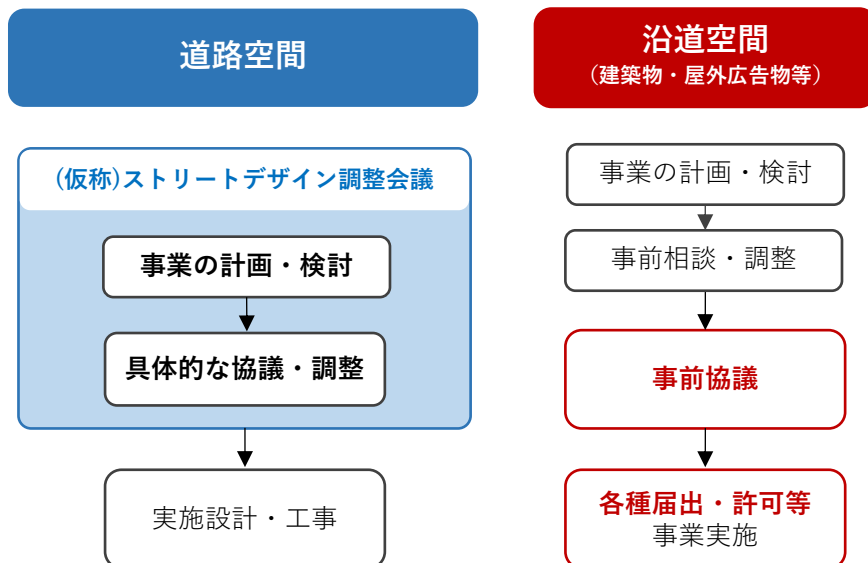 道路空間
(仮称)ストリートデザイン調整会議
事業の計画・検討
具体的な協議・調整
実施設計・工事
沿道空間
(建築物・屋外広告物等)
事業の計画・検討
事前相談・調整
事前協議
各種届出・許可等
事業実施